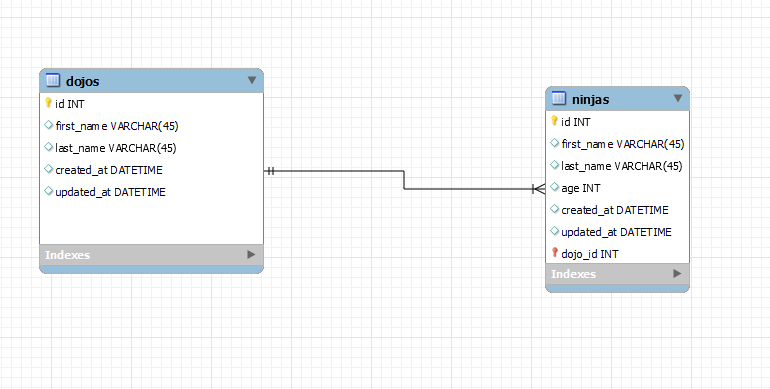 dojos
id INT
first_name VARCHAR(45)
last_name VARCHAR(45)
created_at DATETIME
updated_at DATETIME
Indexes
ninjas
id INT
first_name VARCHAR(45)
last_name VARCHAR(45)
age INT
created_at DATETIME
updated_at DATETIME
dojo_id INT
Indexes